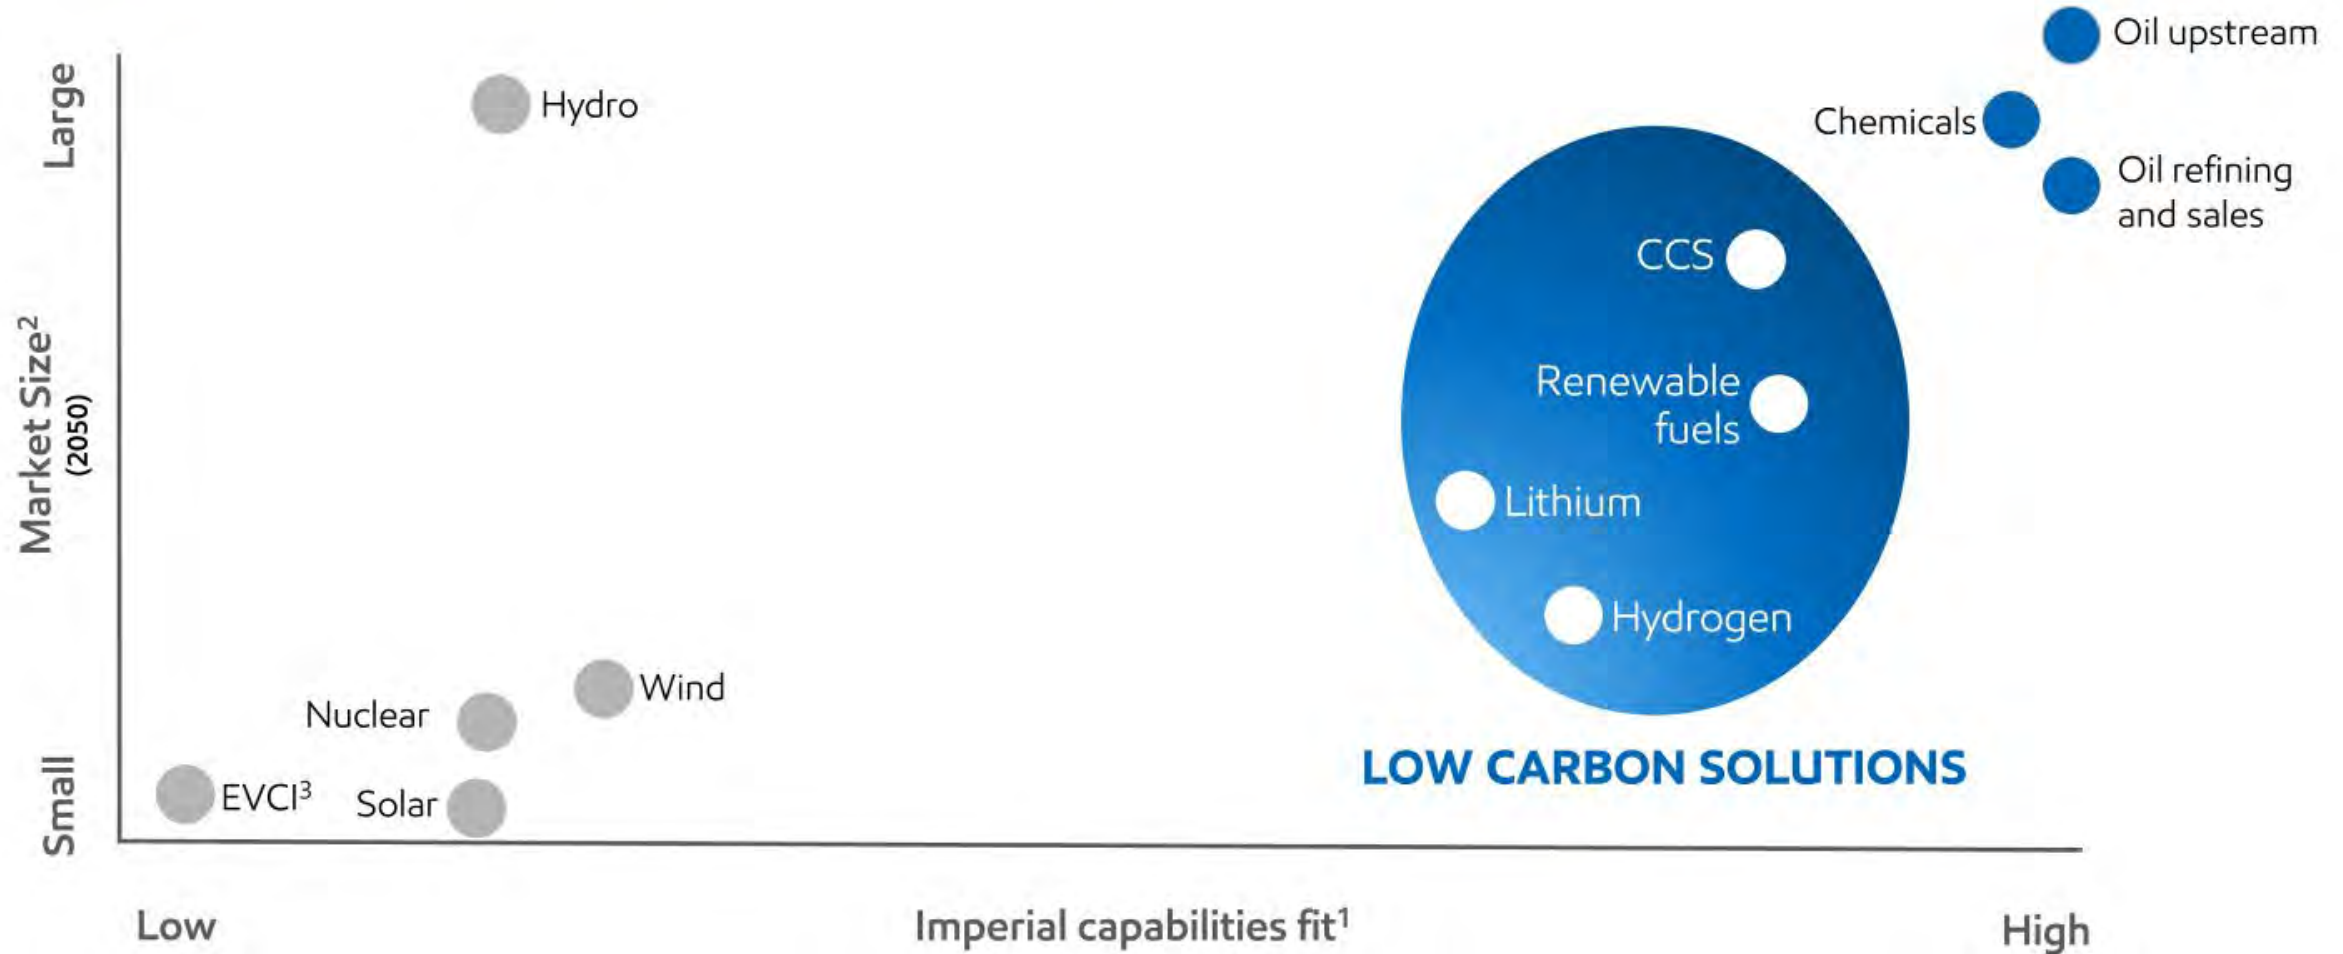 Oil upstream
Large
Hydro
Chemicals
Oil refining
and sales
CCS
Market Size²
(2050)
Renewable
fuels
Lithium
Hydrogen
Wind
Nuclear
LOW CARBON SOLUTIONS
Small
EVCI³
Solar
Low
Imperial capabilities fit¹
High